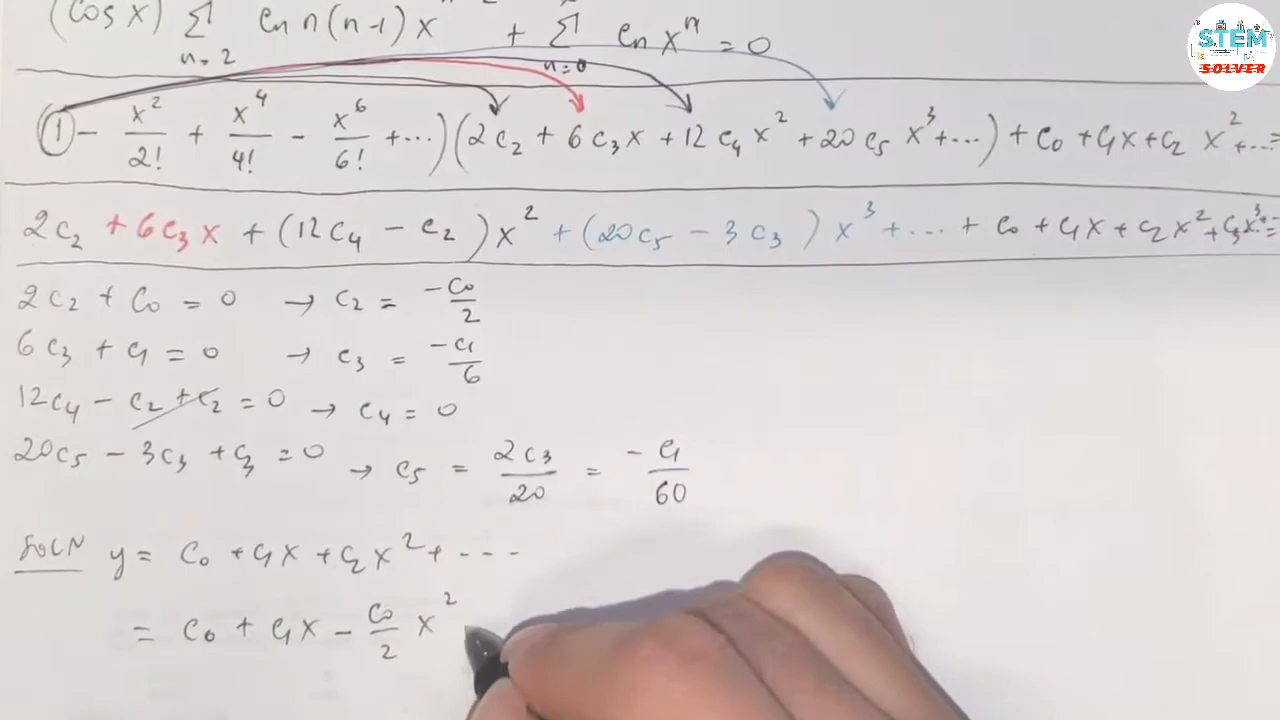 (Cos x) Σ n=2 Cn n(n-1) x + Σ n=0 Cn xⁿ = 0
STEM
SOLVER
1 - x²/2! + x⁴/4! - x⁶/6! + ...)(2C₂ + 6C₃x + 12C₄x² + 20C₅x³ + ...) + C₀ + C₁x + C₂x² + ... =
2C₂ + 6C₃x + (12C₄ - C₂)x² + (20C₅ - 3C₃)x³ + ... + C₀ + C₁x + C₂x² + C₃x³.. =
2C₂ + C₀ = 0 → C₂ = -C₀/2
6C₃ + C₁ = 0 → C₃ = -C₁/6
12C₄ - C₂ + C₂ = 0 → C₄ = 0
20C₅ - 3C₃ + C₃ = 0 → C₅ = 2C₃/20 = -C₁/60
SOLN y = C₀ + C₁x + C₂x² + ---
= C₀ + C₁x - C₀/2 x²